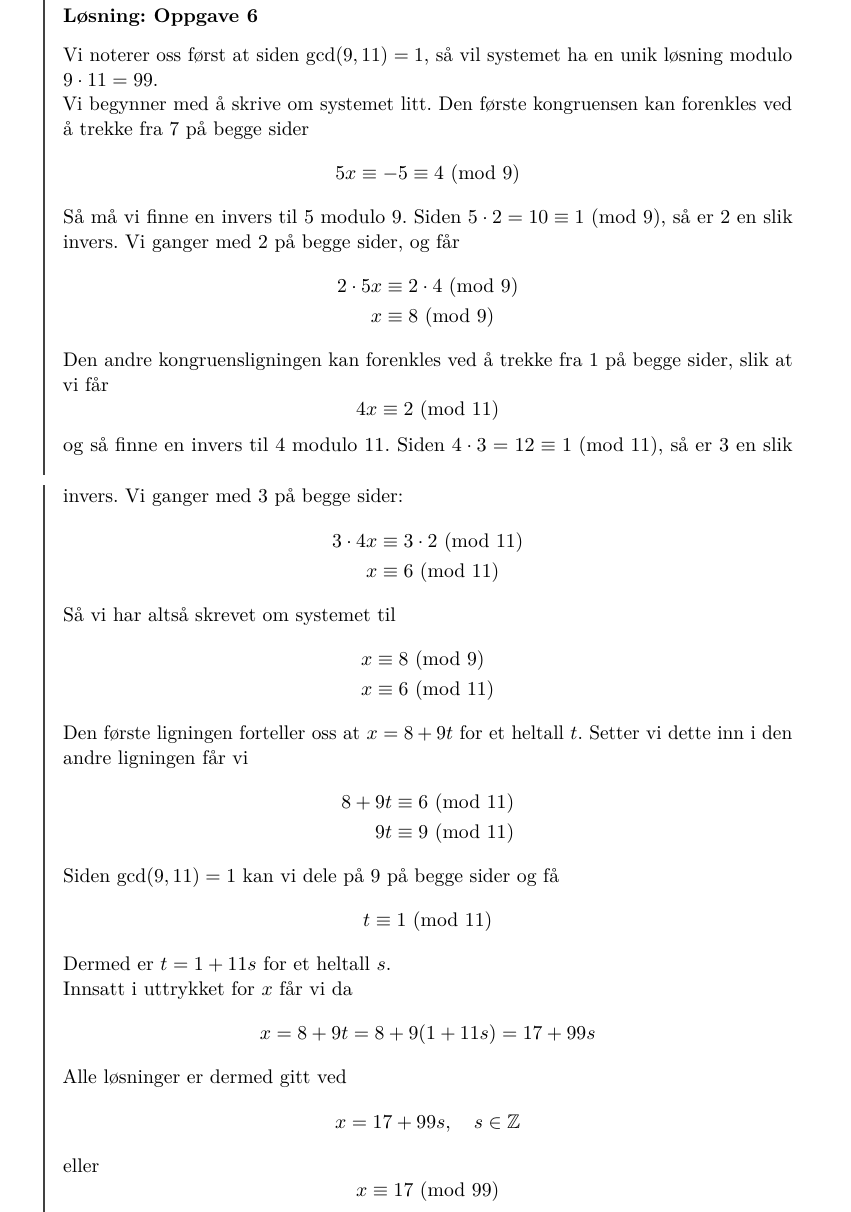 Løsning: Oppgave 6
Vi noterer oss først at siden gcd(9, 11) = 1, så vil systemet ha en unik løsning modulo
9 · 11 = 99.
Vi begynner med å skrive om systemet litt. Den første kongruensen kan forenkles ved
å trekke fra 7 på begge sider
5x ≡ −5 ≡ 4 (mod 9)
Så må vi finne en invers til 5 modulo 9. Siden 5 · 2 = 10 ≡ 1 (mod 9), så er 2 en slik
invers. Vi ganger med 2 på begge sider, og får
2 · 5x ≡ 2 · 4 (mod 9)
x ≡ 8 (mod 9)
Den andre kongruensligningen kan forenkles ved å trekke fra 1 på begge sider, slik at
vi får
4x ≡ 2 (mod 11)
og så finne en invers til 4 modulo 11. Siden 4 · 3 = 12 ≡ 1 (mod 11), så er 3 en slik
invers. Vi ganger med 3 på begge sider:
3 · 4x ≡ 3 · 2 (mod 11)
x ≡ 6 (mod 11)
Så vi har altså skrevet om systemet til
x ≡ 8 (mod 9)
x ≡ 6 (mod 11)
Den første ligningen forteller oss at x = 8 + 9t for et heltall t. Setter vi dette inn i den
andre ligningen får vi
8 + 9t ≡ 6 (mod 11)
9t ≡ 9 (mod 11)
Siden gcd(9, 11) = 1 kan vi dele på 9 på begge sider og få
t ≡ 1 (mod 11)
Dermed er t = 1 + 11s for et heltall s.
Innsatt i uttrykket for x får vi da
x = 8 + 9t = 8 + 9(1 + 11s) = 17 + 99s
Alle løsninger er dermed gitt ved
x = 17 + 99s, s ∈ ℤ
eller
x ≡ 17 (mod 99)